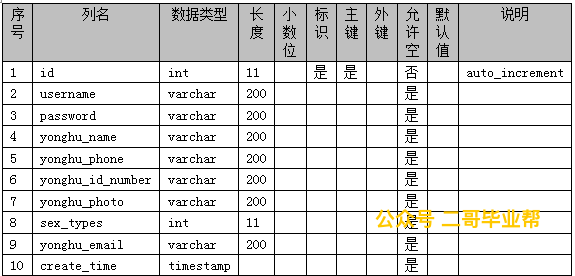 序号 列名 数据类型 长度 小数位 标识 主键 外键 允许空 默认值 说明
1 id int 11 是 是 否 auto_increment
2 username varchar 200 是
3 password varchar 200 是
4 yonghu_name varchar 200 是
5 yonghu_phone varchar 200 是
6 yonghu_id_number varchar 200 是
7 yonghu_photo varchar 200 是
公众号 二哥毕业帮
8 sex_types int 11 是
9 yonghu_email varchar 200 是
10 create_time timestamp 是